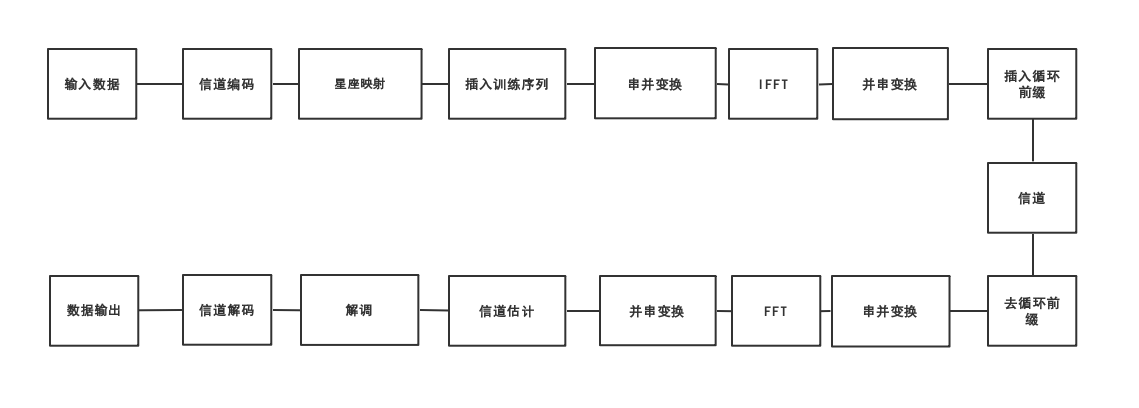 输入数据
信道编码
星座映射
插入训练序列
串并变换
IFFT
并串变换
插入循环
前缀
信道
数据输出
信道解码
解调
信道估计
并串变换
FFT
串并变换
去循环前
缀